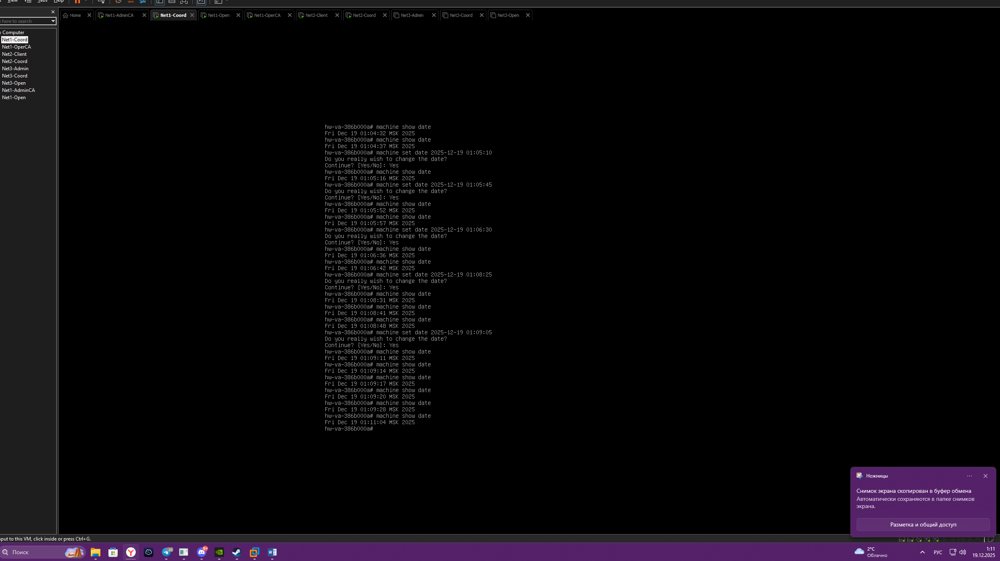 View VM Tabs Help
here to search
Home
Net1-AdminCA
Net1-Coord
Net1-Open
Net1-OperCA
Net2-Client
Net2-Coord
Net3-Admin
Net3-Coord
Net3-Open
Computer
Net1-Coord
Net1-OperCA
Net2-Client
Net2-Coord
Net3-Admin
Net3-Coord
Net3-Open
Net1-AdminCA
Net1-Open
hw-va-386b000a# machine show date
Fri Dec 19 01:04:32 MSK 2025
hw-va-386b000a# machine show date
Fri Dec 19 01:04:37 MSK 2025
hw-va-386b000a# machine set date 2025-12-19 01:05:10
Do you really wish to change the date?
Continue? [Yes/No]: Yes
hw-va-386b000a# machine show date
Fri Dec 19 01:05:16 MSK 2025
hw-va-386b000a# machine set date 2025-12-19 01:05:45
Do you really wish to change the date?
Continue? [Yes/No]: Yes
hw-va-386b000a# machine show date
Fri Dec 19 01:05:52 MSK 2025
hw-va-386b000a# machine show date
Fri Dec 19 01:05:57 MSK 2025
hw-va-386b000a# machine set date 2025-12-19 01:06:30
Do you really wish to change the date?
Continue? [Yes/No]: Yes
hw-va-386b000a# machine show date
Fri Dec 19 01:06:36 MSK 2025
hw-va-386b000a# machine show date
Fri Dec 19 01:06:42 MSK 2025
hw-va-386b000a# machine set date 2025-12-19 01:08:25
Do you really wish to change the date?
Continue? [Yes/No]: Yes
hw-va-386b000a# machine show date
Fri Dec 19 01:08:31 MSK 2025
hw-va-386b000a# machine show date
Fri Dec 19 01:08:41 MSK 2025
hw-va-386b000a# machine show date
Fri Dec 19 01:08:48 MSK 2025
hw-va-386b000a# machine set date 2025-12-19 01:09:05
Do you really wish to change the date?
Continue? [Yes/No]: Yes
hw-va-386b000a# machine show date
Fri Dec 19 01:09:11 MSK 2025
hw-va-386b000a# machine show date
Fri Dec 19 01:09:14 MSK 2025
hw-va-386b000a# machine show date
Fri Dec 19 01:09:17 MSK 2025
hw-va-386b000a# machine show date
Fri Dec 19 01:09:20 MSK 2025
hw-va-386b000a# machine show date
Fri Dec 19 01:09:28 MSK 2025
hw-va-386b000a# machine show date
Fri Dec 19 01:11:04 MSK 2025
hw-va-386b000a#
Ножницы
Снимок экрана скопирован в буфер обмена
Автоматически сохраняются в папке снимков
экрана.
Разметка и общий доступ
to this VM, click inside or press Ctrl+G.
Поиск
30
9+
2°C
Облачно
РУС
1:11
19.12.2025